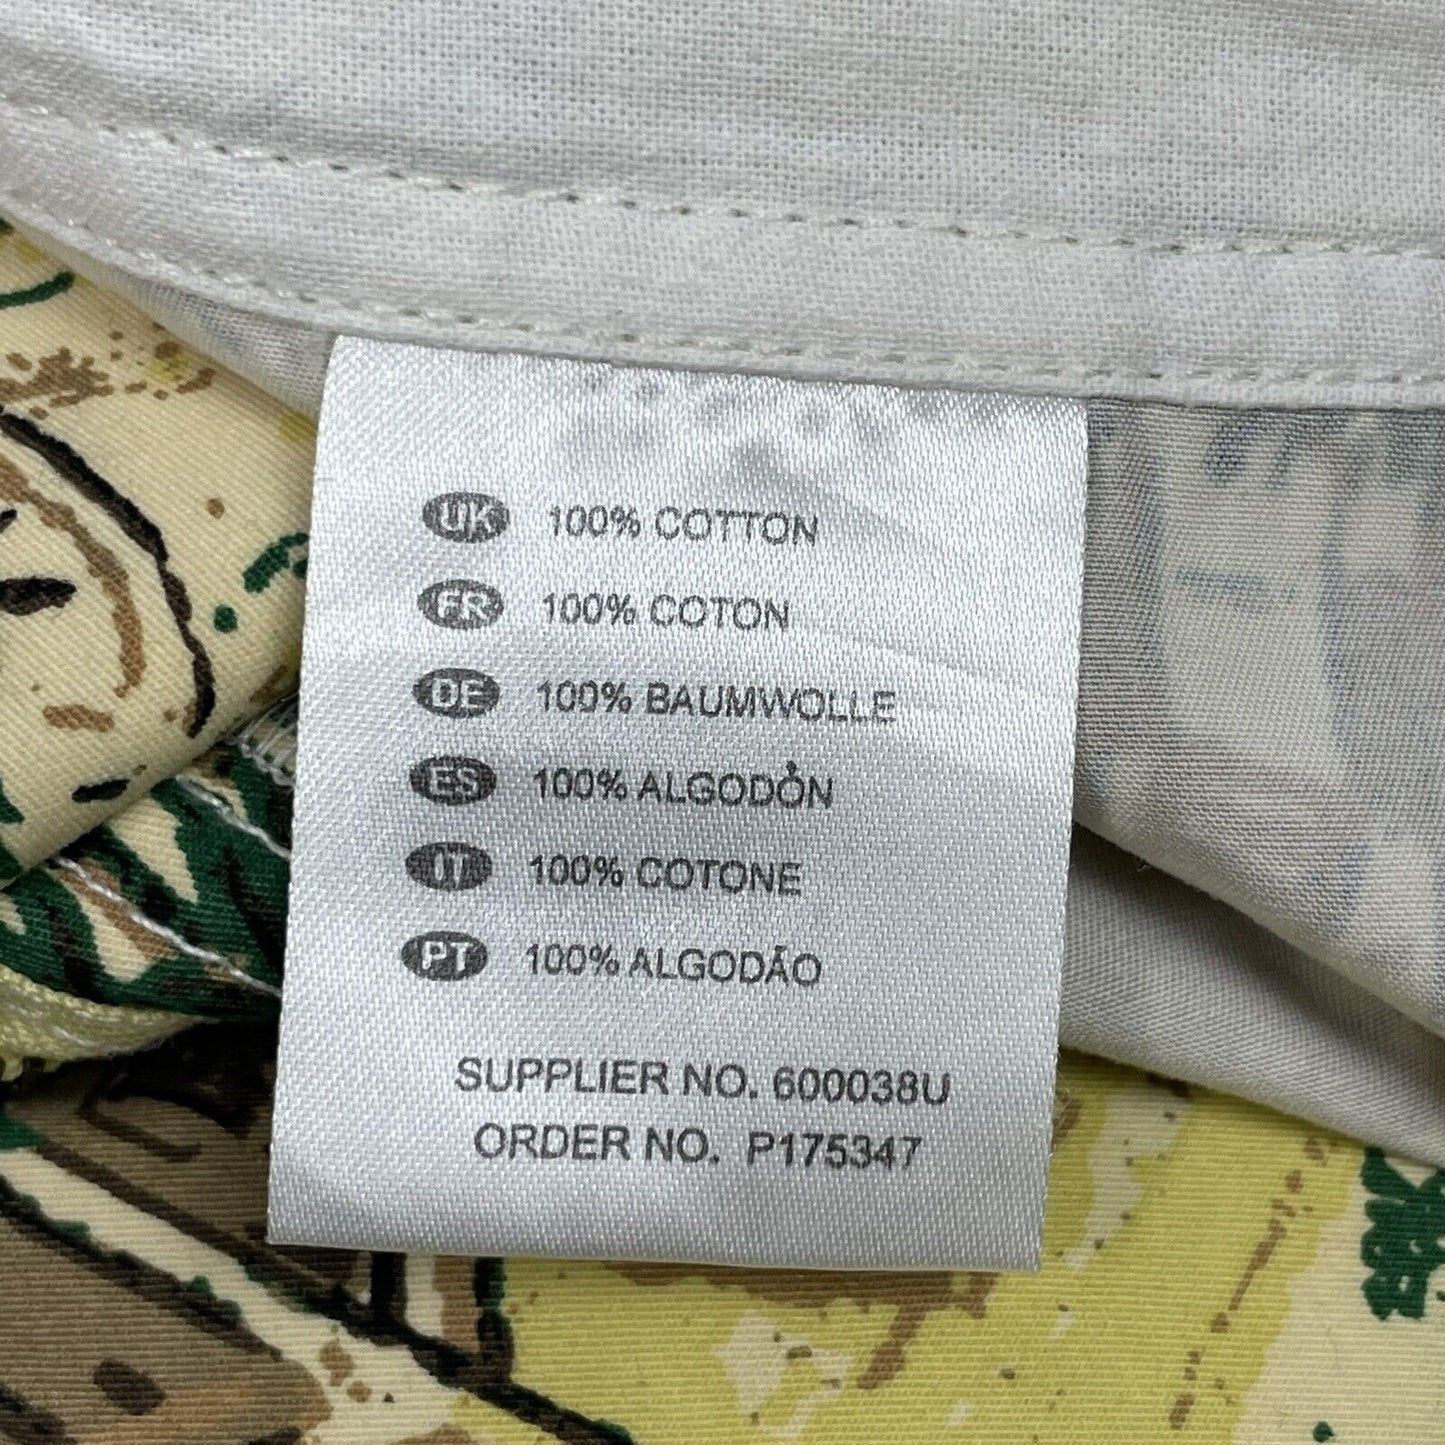 UK 100% COTTON
FR 100% COTON
DE 100% BAUMWOLLE
ES 100% ALGODÓN
IT 100% COTONE
PT 100% ALGODÃO
SUPPLIER NO. 600038U
ORDER NO. P175347